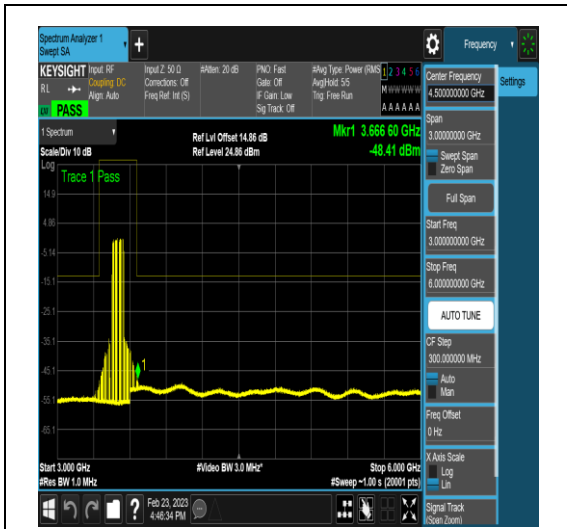 Spectrum Analyzer 1
Swept SA
+
Frequency
KEYSIGHT
Input: RF
Input Z: 50 Ω
#Atten: 20 dB
PNO: Fast
#Avg Type: Power (RMS
1 2 3 4 5 6
RL
Coupling: DC
Corrections: Off
Gate: Off
Avg|Hold: 5/5
M W W W W W
Align: Auto
Freq Ref: Int (S)
IF Gain: Low
Trig: Free Run
Sig Track: Off
A A A A A A
PASS
1 Spectrum
Ref Lvl Offset 14.86 dB
Mkr1 3.666 60 GHz
Scale/Div 10 dB
Ref Level 24.86 dBm
-48.41 dBm
Log
Trace 1 Pass
14.9
4.86
-5.14
-15.1
-25.1
-35.1
-45.1
-55.1
-65.1
1
Start 3.000 GHz
#Video BW 3.0 MHz*
Stop 6.000 GHz
#Res BW 1.0 MHz
#Sweep ~1.00 s (20001 pts)
Center Frequency
4.500000000 GHz
Settings
Span
3.00000000 GHz
Swept Span
Zero Span
Full Span
Start Freq
3.000000000 GHz
Stop Freq
6.000000000 GHz
AUTO TUNE
CF Step
300.000000 MHz
Auto
Man
Freq Offset
0 Hz
X Axis Scale
Log
Lin
Signal Track
(Span Zoom)
?
Feb 23, 2023
4:46:34 PM